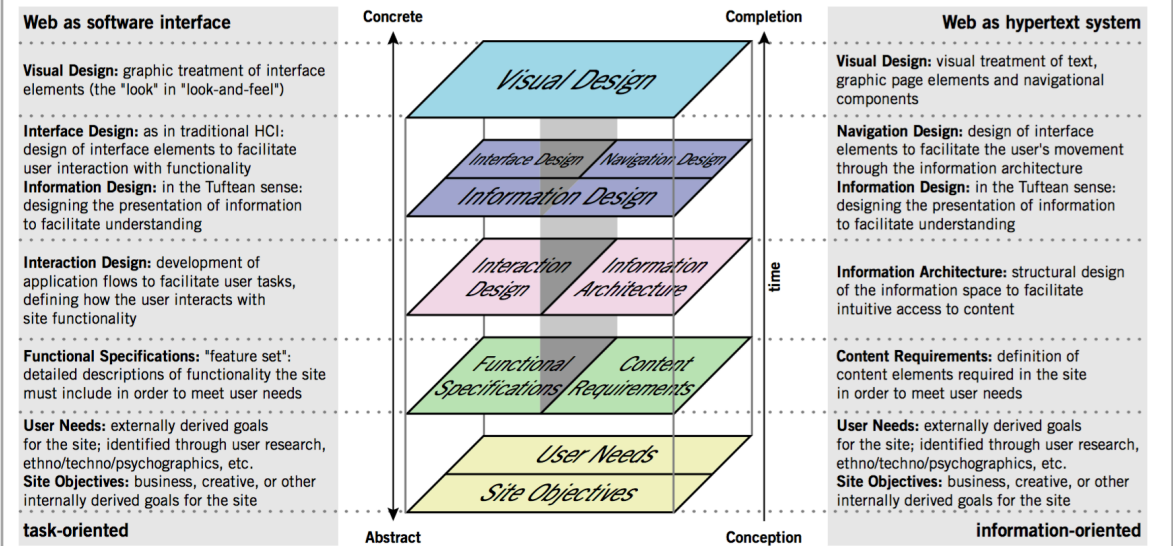 Web as software interface
Visual Design: graphic treatment of interface
elements (the "look" in "look-and-feel")
Interface Design: as in traditional HCI:
design of interface elements to facilitate
user interaction with functionality
Information Design: in the Tuftean sense:
designing the presentation of information
to facilitate understanding
Interaction Design: development of
application flows to facilitate user tasks,
defining how the user interacts with
site functionality
Functional Specifications: "feature set":
detailed descriptions of functionality the site
must include in order to meet user needs
User Needs: externally derived goals
for the site; identified through user research,
ethno/techno/psychographics, etc.
Site Objectives: business, creative, or other
internally derived goals for the site
task-oriented
Concrete
Completion
Visual Design
Interface Design
Navigation Design
Information Design
Interaction
Design
Information
Architecture
Functional
Specifications
Content
Requirements
User Needs
Site Objectives
time
Abstract
Conception
Web as hypertext system
Visual Design: visual treatment of text,
graphic page elements and navigational
components
Navigation Design: design of interface
elements to facilitate the user's movement
through the information architecture
Information Design: in the Tuftean sense:
designing the presentation of information
to facilitate understanding
Information Architecture: structural design
of the information space to facilitate
intuitive access to content
Content Requirements: definition of
content elements required in the site
in order to meet user needs
User Needs: externally derived goals
for the site; identified through user research,
ethno/techno/psychographics, etc.
Site Objectives: business, creative, or other
internally derived goals for the site
information-oriented